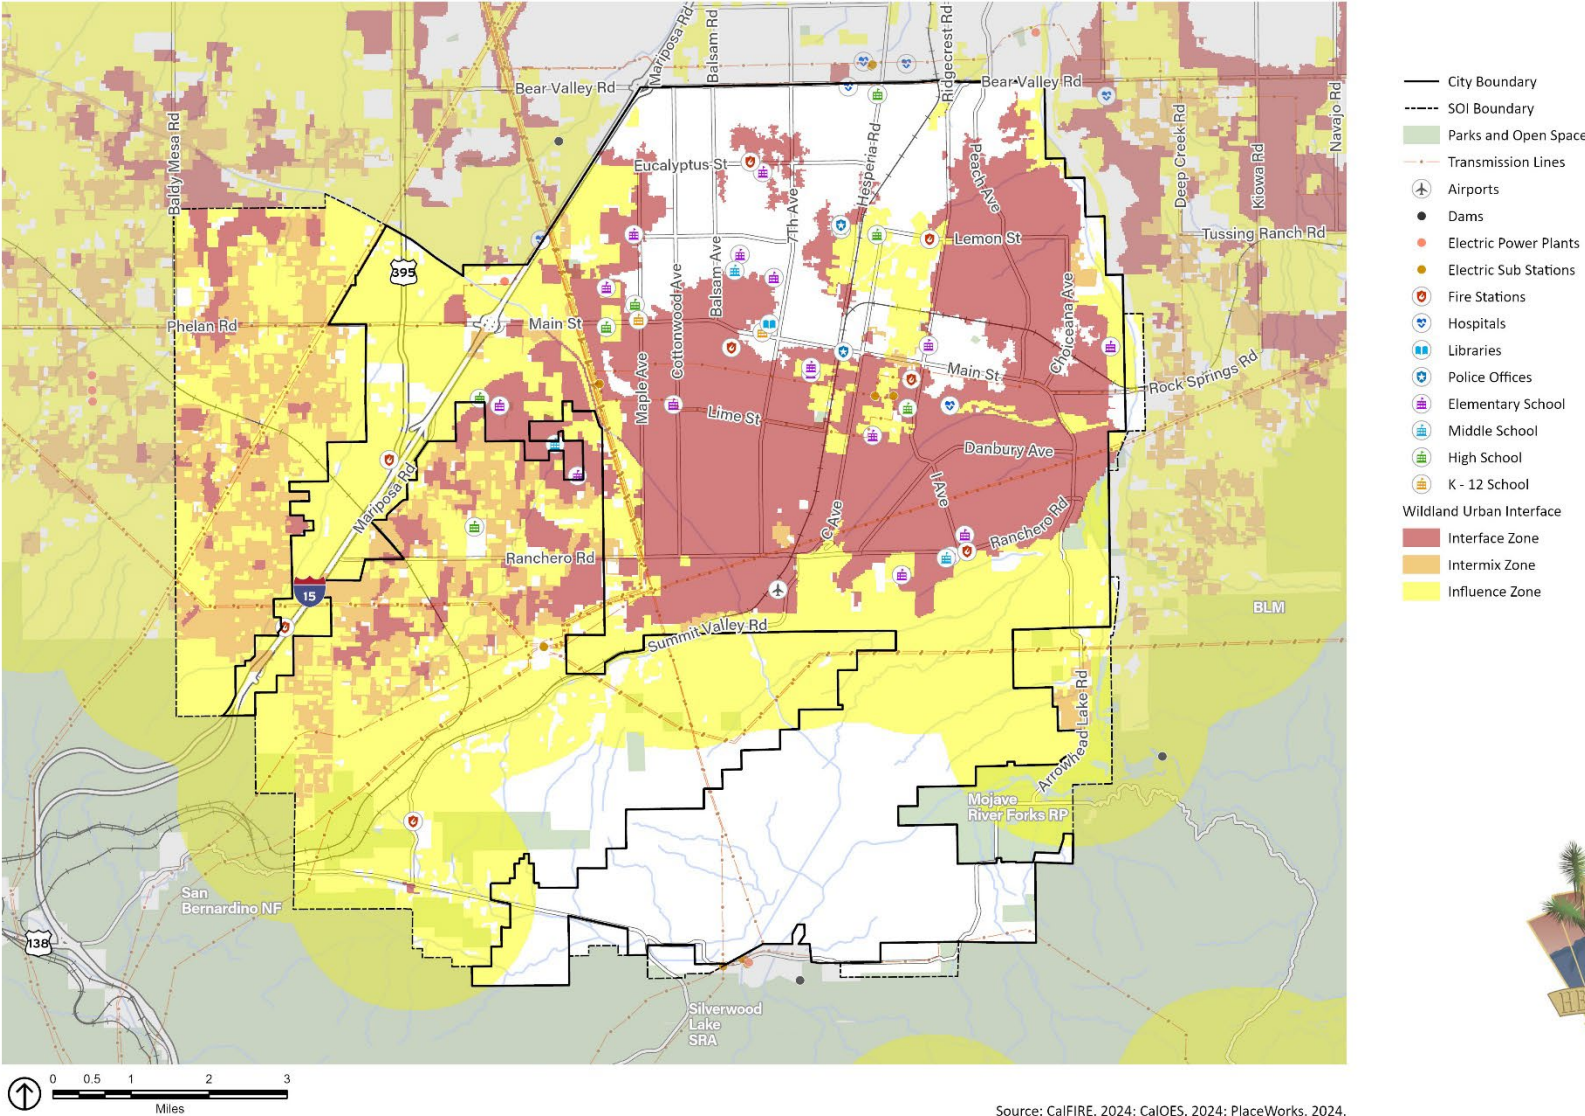 Mariposa Rd
Balsam Rd
Ridgecrest Rd
Bear Valley Rd
Bear Valley Rd
Navajo Rd
Baldy Mesa Rd
Deep Creek Rd
Kiowa Rd
Eucalyptus St
Hesperia Rd
Peach Ave
7Th Ave
Lemon St
Tussing Ranch Rd
395
Balsam Ave
Cottonwood Ave
Choiceana Ave
Phelan Rd
Main St
Maple Ave
Main St
Rock Springs Rd
Lime St
Danbury Ave
Mariposa Rd
I Ave
C Ave
Ranchero Rd
Ranchero Rd
15
BLM
Summit Valley Rd
Arrowhead Lake Rd
Mojave
River Forks RP
San
Bernardino NF
138
Silverwood
Lake
SRA
City Boundary
SOI Boundary
Parks and Open Space
Transmission Lines
Airports
Dams
Electric Power Plants
Electric Sub Stations
Fire Stations
Hospitals
Libraries
Police Offices
Elementary School
Middle School
High School
K - 12 School
Wildland Urban Interface
Interface Zone
Intermix Zone
Influence Zone
0 0.5 1 2 3
Miles
Source: CalFIRE, 2024; CalOES, 2024; PlaceWorks, 2024.